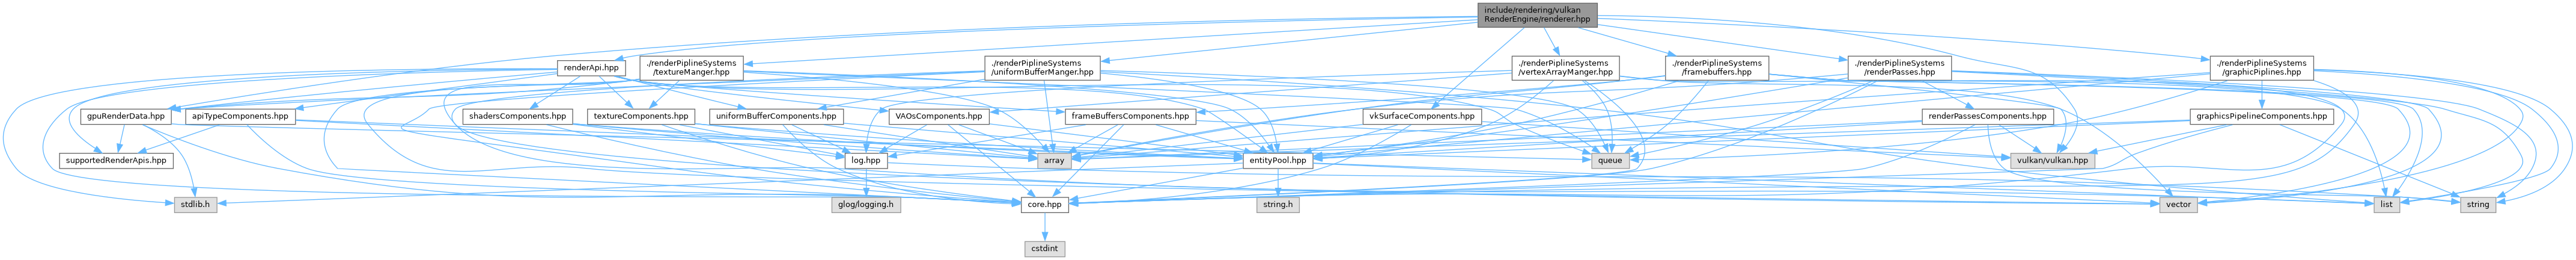 include/rendering/vulkan
RenderEngine/renderer.hpp
renderApi.hpp
./renderPiplineSystems
/textureManger.hpp
./renderPiplineSystems
/uniformBufferManger.hpp
./renderPiplineSystems
/vertexArrayManger.hpp
./renderPiplineSystems
/framebuffers.hpp
./renderPiplineSystems
/renderPasses.hpp
./renderPiplineSystems
/graphicPiplines.hpp
gpuRenderData.hpp
apiTypeComponents.hpp
shadersComponents.hpp
textureComponents.hpp
uniformBufferComponents.hpp
VAOsComponents.hpp
frameBuffersComponents.hpp
vkSurfaceComponents.hpp
renderPassesComponents.hpp
graphicsPipelineComponents.hpp
supportedRenderApis.hpp
log.hpp
array
entityPool.hpp
queue
vulkan/vulkan.hpp
stdlib.h
glog/logging.h
core.hpp
string.h
vector
list
string
cstdint